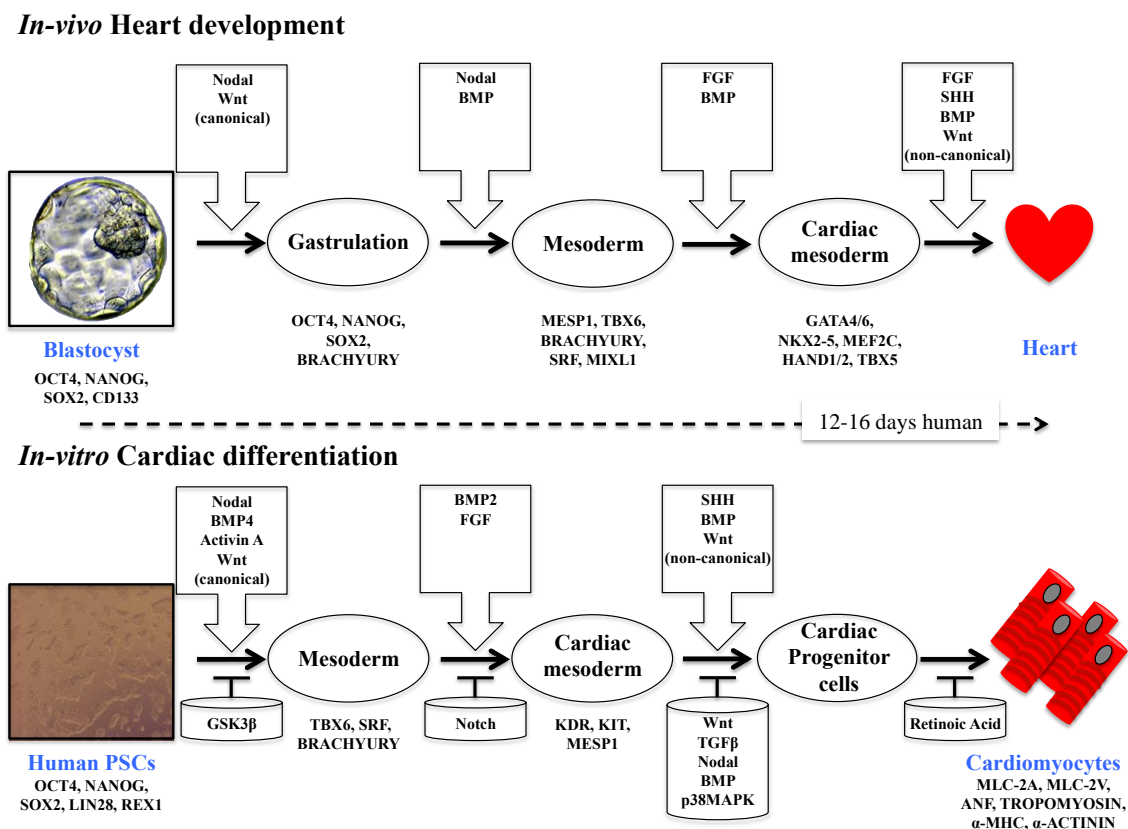 In-vivo Heart development
Nodal
Wnt
(canonical)
Nodal
BMP
FGF
BMP
FGF
SHH
BMP
Wnt
(non-canonical)
Gastrulation
Mesoderm
Cardiac
mesoderm
Blastocyst
OCT4, NANOG,
SOX2, CD133
OCT4, NANOG,
SOX2,
BRACHYURY
MESP1, TBX6,
BRACHYURY,
SRF, MIXL1
GATA4/6,
NKX2-5, MEF2C,
HAND1/2, TBX5
Heart
12-16 days human
In-vitro Cardiac differentiation
Nodal
BMP4
Activin A
Wnt
(canonical)
BMP2
FGF
SHH
BMP
Wnt
(non-canonical)
Mesoderm
Cardiac
mesoderm
Cardiac
Progenitor
cells
GSK3β
Notch
Wnt
TGFβ
Nodal
BMP
p38MAPK
Retinoic Acid
Human PSCs
OCT4, NANOG,
SOX2, LIN28, REX1
TBX6, SRF,
BRACHYURY
KDR, KIT,
MESP1
Cardiomyocytes
MLC-2A, MLC-2V,
ANF, TROPOMYOSIN,
α-MHC, α-ACTININ